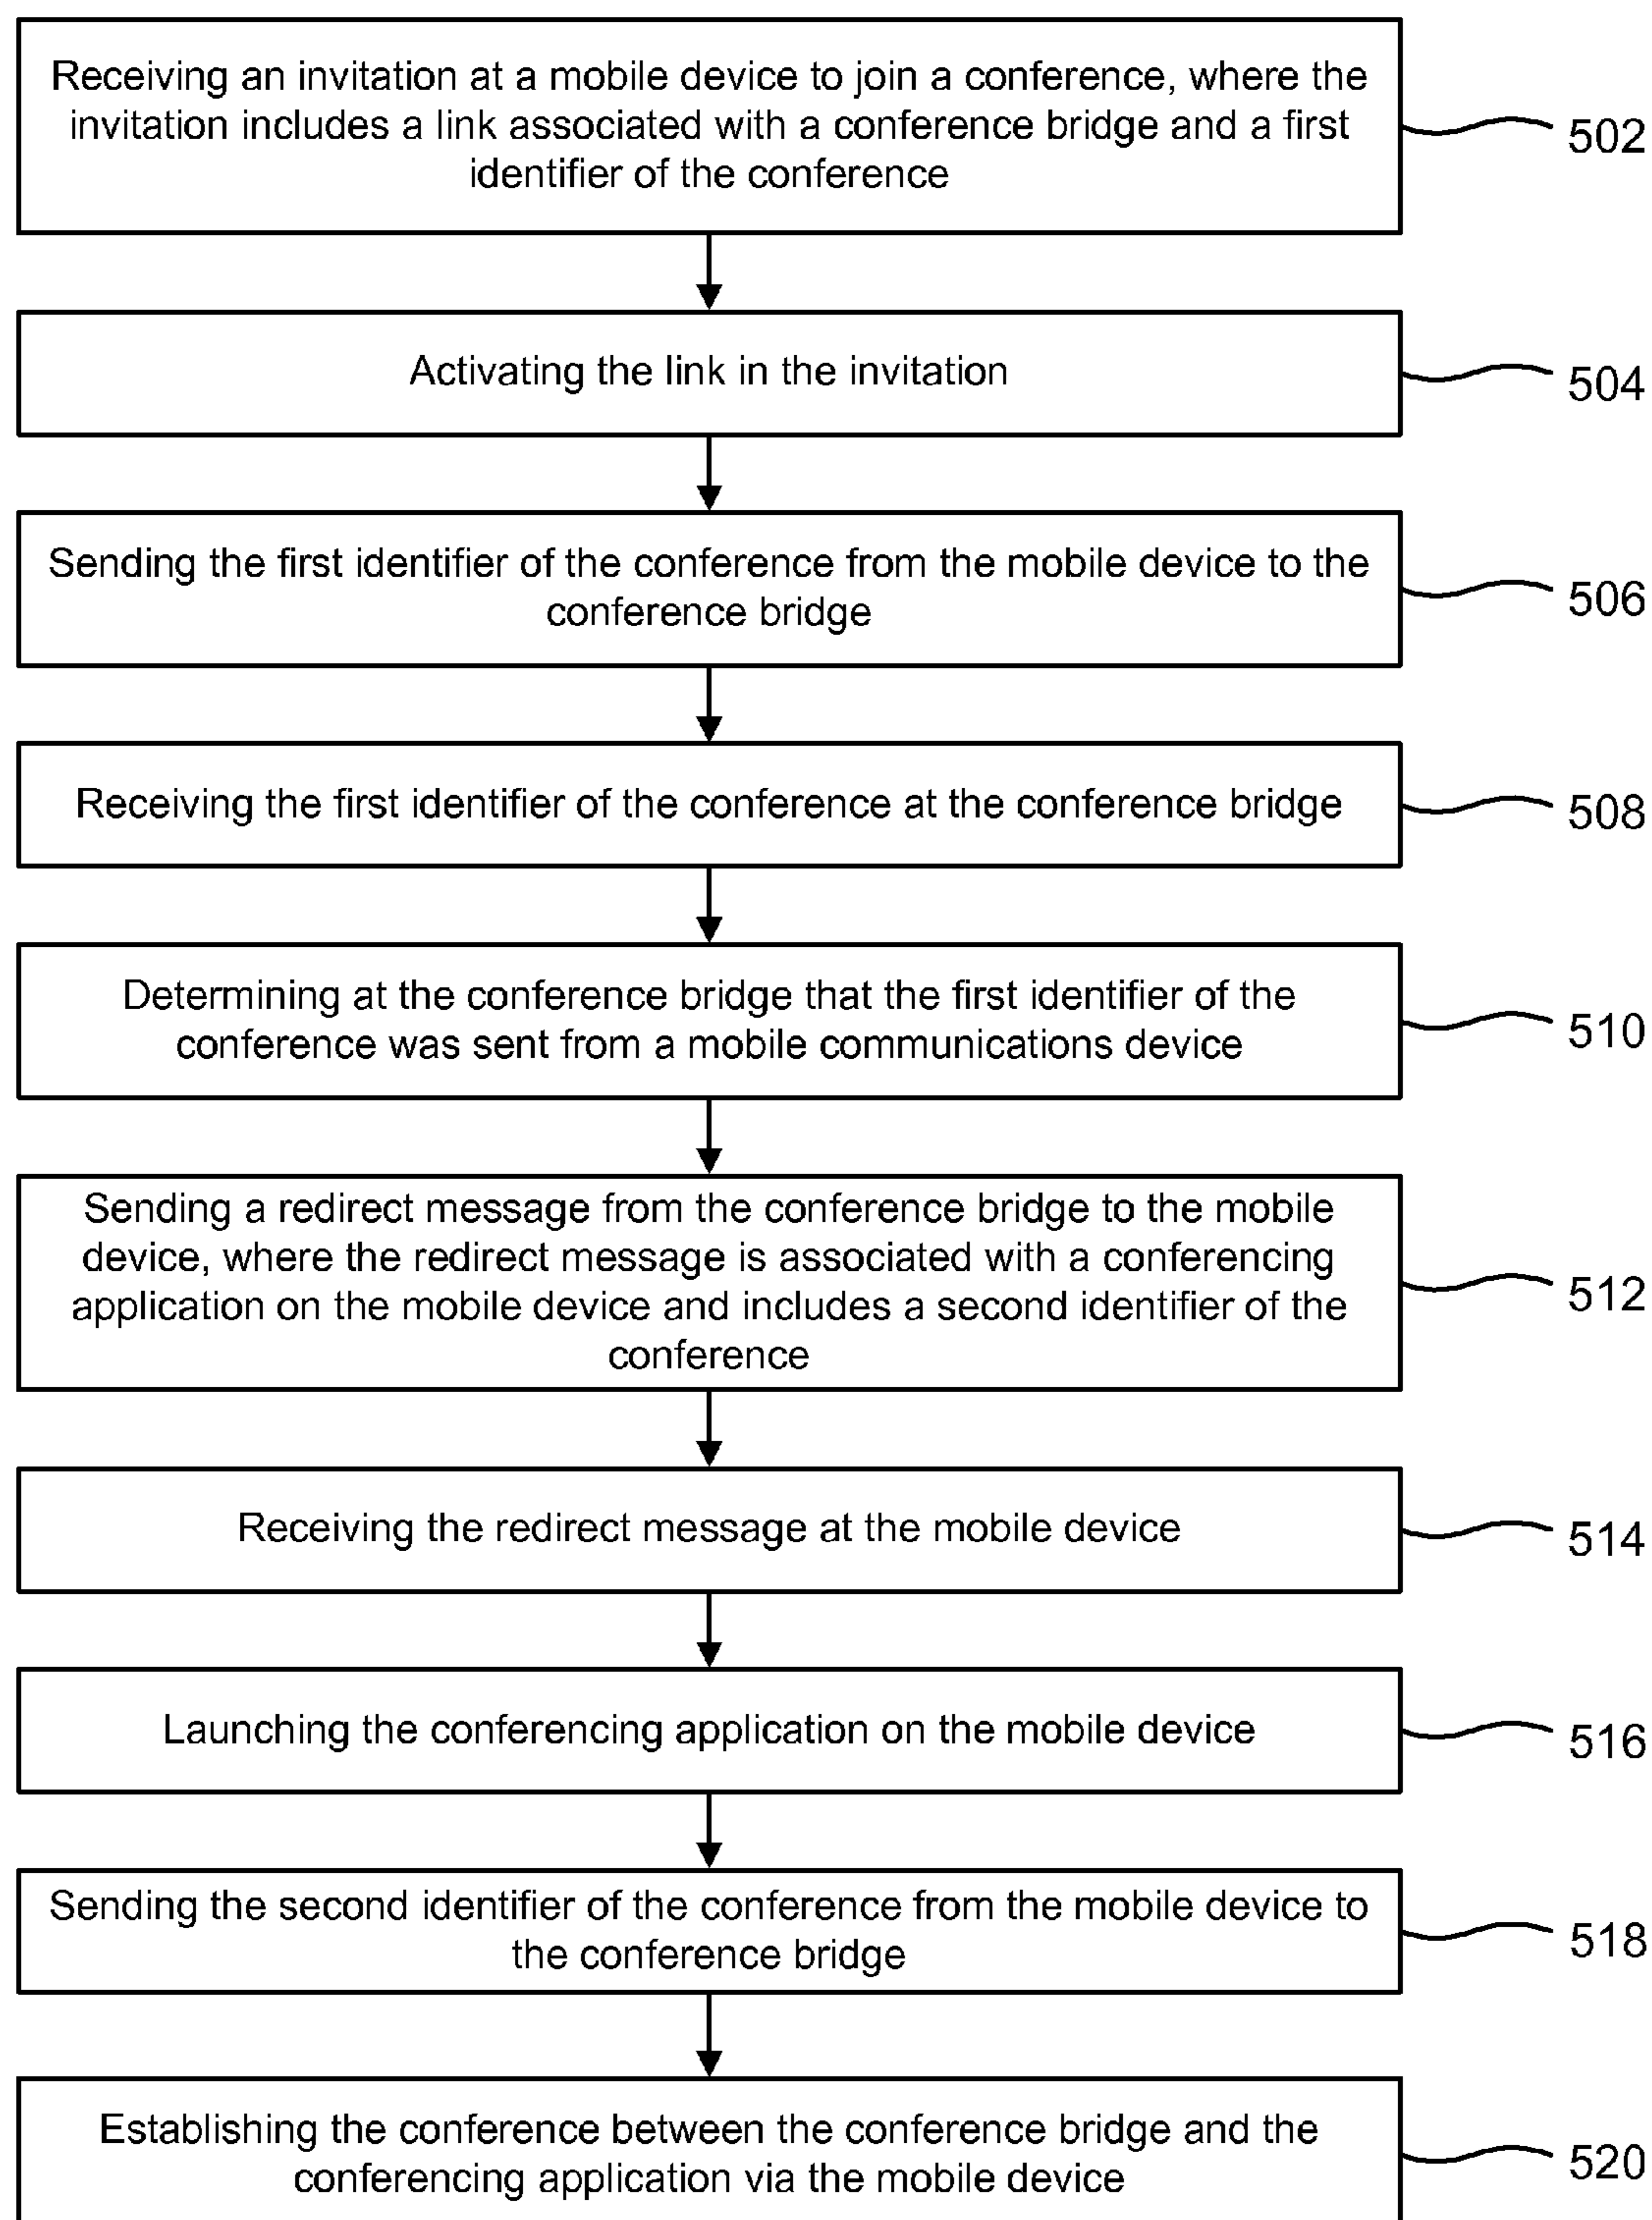 Receiving an invitation at a mobile device to join a conference, where the
invitation includes a link associated with a conference bridge and a first
identifier of the conference
502
Activating the link in the invitation
504
Sending the first identifier of the conference from the mobile device to the
conference bridge
506
Receiving the first identifier of the conference at the conference bridge
508
Determining at the conference bridge that the first identifier of the
conference was sent from a mobile communications device
510
Sending a redirect message from the conference bridge to the mobile
device, where the redirect message is associated with a conferencing
application on the mobile device and includes a second identifier of the
conference
512
Receiving the redirect message at the mobile device
514
Launching the conferencing application on the mobile device
516
Sending the second identifier of the conference from the mobile device to
the conference bridge
518
Establishing the conference between the conference bridge and the
conferencing application via the mobile device
520